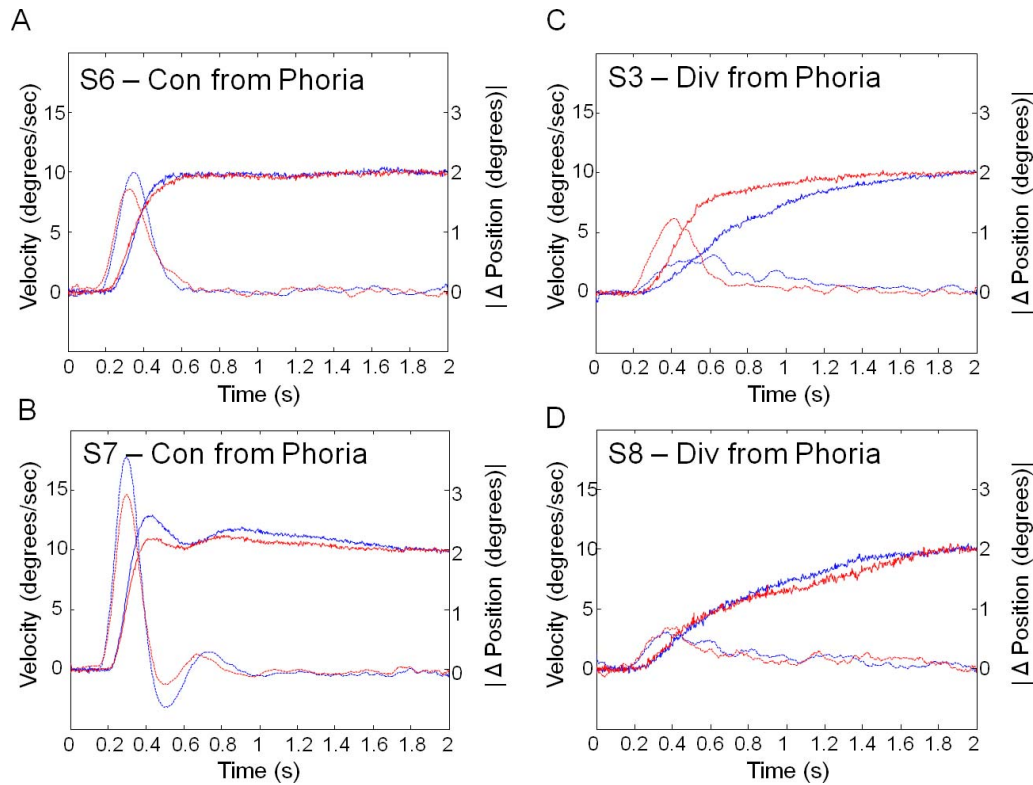 A
S6 – Con from Phoria
Velocity (degrees/sec)
15
10
5
0
3
2
1
0
| Δ Position (degrees)|
0 0.2 0.4 0.6 0.8 1 1.2 1.4 1.6 1.8 2
Time (s)
C
S3 – Div from Phoria
Velocity (degrees/sec)
15
10
5
0
3
2
1
0
| Δ Position (degrees)|
0 0.2 0.4 0.6 0.8 1 1.2 1.4 1.6 1.8 2
Time (s)
B
S7 – Con from Phoria
Velocity (degrees/sec)
15
10
5
0
3
2
1
0
| Δ Position (degrees)|
0 0.2 0.4 0.6 0.8 1 1.2 1.4 1.6 1.8 2
Time (s)
D
S8 – Div from Phoria
Velocity (degrees/sec)
15
10
5
0
3
2
1
0
| Δ Position (degrees)|
0 0.2 0.4 0.6 0.8 1 1.2 1.4 1.6 1.8 2
Time (s)